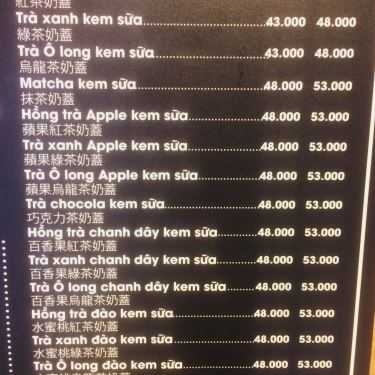 紅茶奶蓋
Trà xanh kem sữa 43.000 48.000
綠茶奶蓋
Trà Ô long kem sữa 43.000 48.000
烏龍茶奶蓋
Matcha kem sữa 48.000 53.000
抹茶奶蓋
Hồng trà Apple kem sữa 48.000 53.000
蘋果紅茶奶蓋
Trà xanh Apple kem sữa 48.000 53.000
蘋果綠茶奶蓋
Trà Ô long Apple kem sữa 48.000 53.000
蘋果烏龍茶奶蓋
Trà chocola kem sữa 48.000 53.000
巧克力茶奶蓋
Hồng trà chanh dây kem sữa 48.000 53.000
百香果紅茶奶蓋
Trà xanh chanh dây kem sữa 48.000 53.000
百香果綠茶奶蓋
Trà Ô long chanh dây kem sữa 48.000 53.000
百香果烏龍茶奶蓋
Hồng trà đào kem sữa 48.000 53.000
水蜜桃紅茶奶蓋
Trà xanh đào kem sữa 48.000 53.000
水蜜桃綠茶奶蓋
Trà Ô long đào kem sữa 48.000 53.000